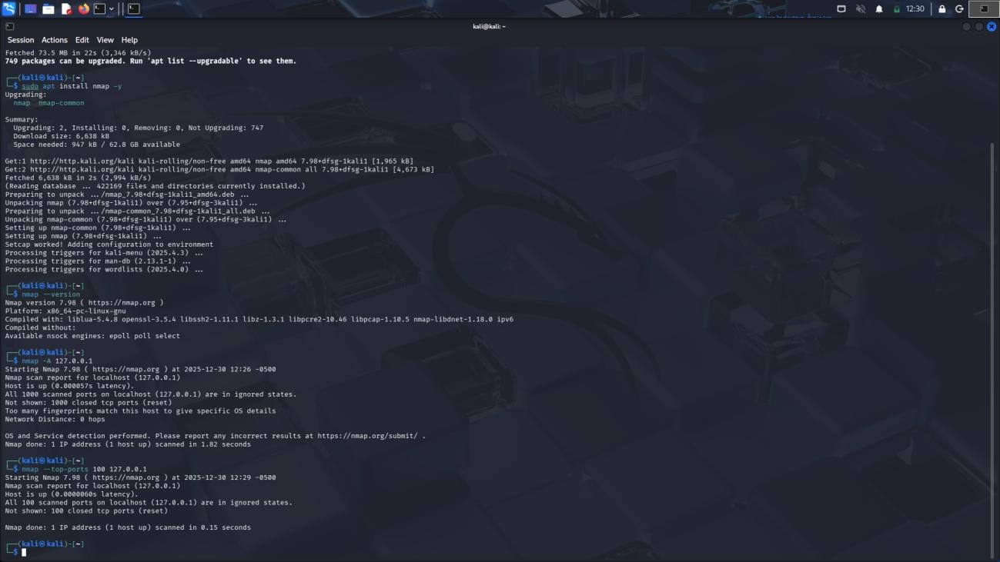 12:30
kali@kali: ~
Session Actions Edit View Help
Fetched 73.5 MB in 22s (3,346 kB/s)
749 packages can be upgraded. Run 'apt list --upgradable' to see them.
┌──(kali㉿kali)-[~]
└─$ sudo apt install nmap -y
Upgrading:
  nmap  nmap-common
Summary:
  Upgrading: 2, Installing: 0, Removing: 0, Not Upgrading: 747
  Download size: 6,638 kB
  Space needed: 947 kB / 62.8 GB available
Get:1 http://http.kali.org/kali kali-rolling/non-free amd64 nmap amd64 7.98+dfsg-1kali1 [1,965 kB]
Get:2 http://http.kali.org/kali kali-rolling/non-free amd64 nmap-common all 7.98+dfsg-1kali1 [4,673 kB]
Fetched 6,638 kB in 2s (2,994 kB/s)
(Reading database ... 422169 files and directories currently installed.)
Preparing to unpack .../nmap_7.98+dfsg-1kali1_amd64.deb ...
Unpacking nmap (7.98+dfsg-1kali1) over (7.95+dfsg-3kali1) ...
Preparing to unpack .../nmap-common_7.98+dfsg-1kali1_all.deb ...
Unpacking nmap-common (7.98+dfsg-1kali1) over (7.95+dfsg-3kali1) ...
Setting up nmap-common (7.98+dfsg-1kali1) ...
Setting up nmap (7.98+dfsg-1kali1) ...
Setcap worked! Adding configuration to environment
Processing triggers for kali-menu (2025.4.3) ...
Processing triggers for man-db (2.13.1-1) ...
Processing triggers for wordlists (2025.4.0) ...
┌──(kali㉿kali)-[~]
└─$ nmap --version
Nmap version 7.98 ( https://nmap.org )
Platform: x86_64-pc-linux-gnu
Compiled with: liblua-5.4.8 openssl-3.5.4 libssh2-1.11.1 libz-1.3.1 libpcre2-10.46 libpcap-1.10.5 nmap-libdnet-1.18.0 ipv6
Compiled without:
Available nsock engines: epoll poll select
┌──(kali㉿kali)-[~]
└─$ nmap -A 127.0.0.1
Starting Nmap 7.98 ( https://nmap.org ) at 2025-12-30 12:26 -0500
Nmap scan report for localhost (127.0.0.1)
Host is up (0.000057s latency).
All 1000 scanned ports on localhost (127.0.0.1) are in ignored states.
Not shown: 1000 closed tcp ports (reset)
Too many fingerprints match this host to give specific OS details
Network Distance: 0 hops
OS and Service detection performed. Please report any incorrect results at https://nmap.org/submit/ .
Nmap done: 1 IP address (1 host up) scanned in 1.82 seconds
┌──(kali㉿kali)-[~]
└─$ nmap --top-ports 100 127.0.0.1
Starting Nmap 7.98 ( https://nmap.org ) at 2025-12-30 12:29 -0500
Nmap scan report for localhost (127.0.0.1)
Host is up (0.0000060s latency).
All 100 scanned ports on localhost (127.0.0.1) are in ignored states.
Not shown: 100 closed tcp ports (reset)
Nmap done: 1 IP address (1 host up) scanned in 0.15 seconds
┌──(kali㉿kali)-[~]
└─$